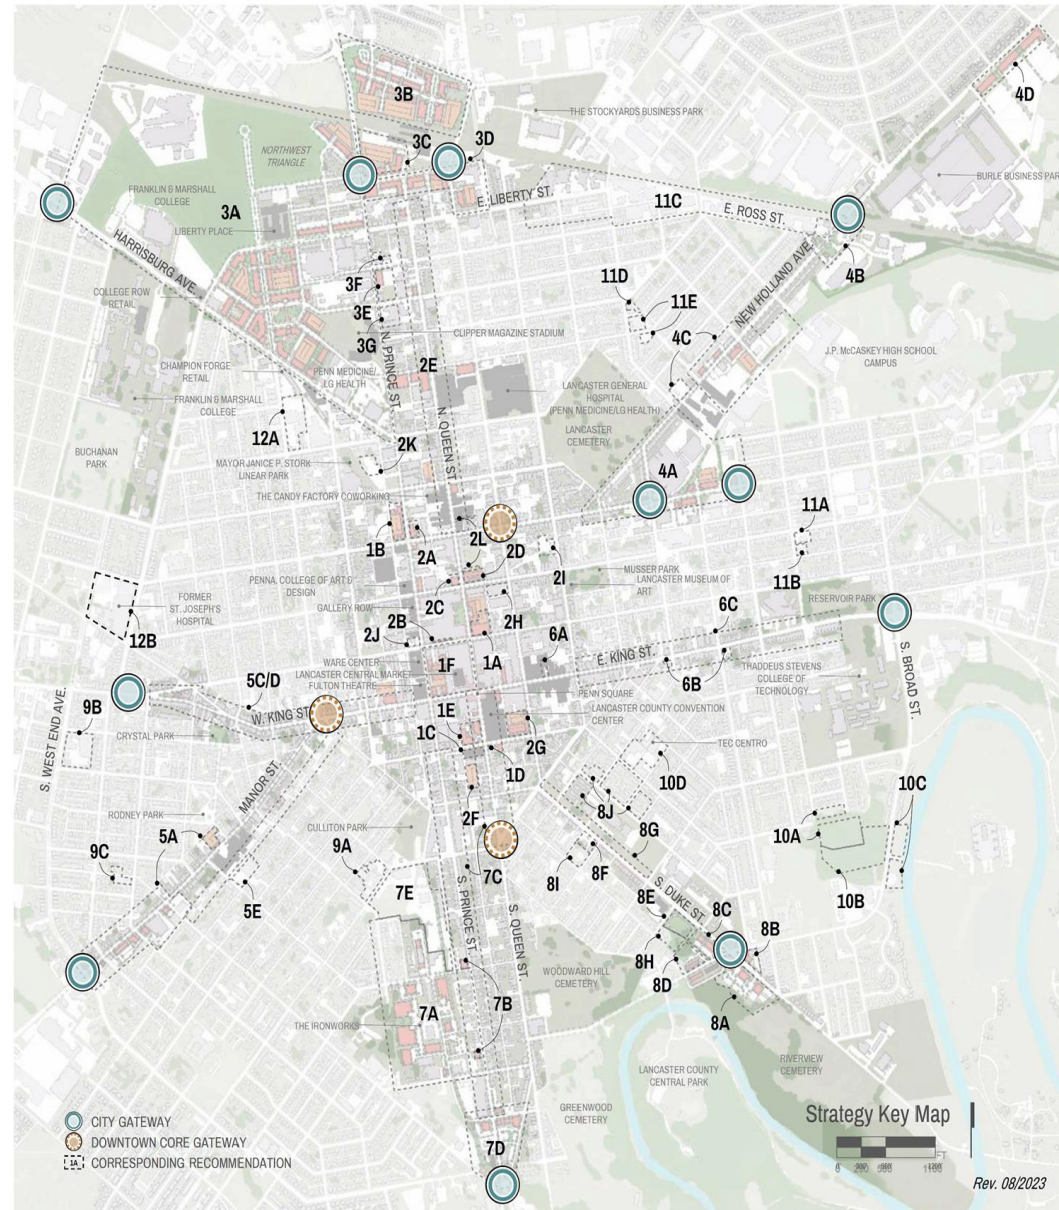 4D
3B
THE STOCKYARDS BUSINESS PARK
3C
3D
NORTHWEST
TRIANGLE
BURLE BUSINESS PAR
FRANKLIN & MARSHALL
COLLEGE
E. LIBERTY ST.
11C
3A
E. ROSS ST.
LIBERTY PLACE
HARRISBURG AVE.
4B
3F
11D
COLLEGE ROW
RETAIL
NEW HOLLAND AVE.
3E
11E
CLIPPER MAGAZINE STADIUM
3G
4C
N. PRINCE ST.
J.P. McCASKEY HIGH SCHOOL
CAMPUS
CHAMPION FORGE
RETAIL
PENN MEDICINE/
LG HEALTH
2E
FRANKLIN & MARSHALL
COLLEGE
LANCASTER GENERAL
HOSPITAL
(PENN MEDICINE/LG HEALTH)
12A
N. QUEEN ST.
LANCASTER
CEMETERY
2K
BUCHANAN
PARK
MAYOR JANICE P. STORK
LINEAR PARK
4A
THE CANDY FACTORY COWORKING
11A
1B
2A
2L
2D
2I
11B
MUSSER PARK
PENNA. COLLEGE OF ART &
DESIGN
2C
LANCASTER MUSEUM OF
ART
FORMER
ST. JOSEPH'S
HOSPITAL
GALLERY ROW
2H
RESERVOIR PARK
6C
12B
2B
2J
6A
1A
E. KING ST.
S. BROAD ST.
WARE CENTER
LANCASTER CENTRAL MARKET
FULTON THEATRE
1F
THADDEUS STEVENS
COLLEGE OF
TECHNOLOGY
5C/D
6B
PENN SQUARE
9B
W. KING ST.
1E
LANCASTER COUNTY CONVENTION
CENTER
S. WEST END AVE.
CRYSTAL PARK
1C
2G
TEC CENTRO
1D
10D
MANOR ST.
10C
RODNEY PARK
2F
8J
CULLITON PARK
5A
8G
10A
9C
9A
7C
8F
8I
7E
5E
S. DUKE ST.
10B
S. PRINCE ST.
S. QUEEN ST.
8E
8C
8B
8H
8D
WOODWARD HILL
CEMETERY
7B
7A
8A
THE IRONWORKS
RIVERVIEW
CEMETERY
LANCASTER COUNTY
CENTRAL PARK
GREENWOOD
CEMETERY
CITY GATEWAY
DOWNTOWN CORE GATEWAY
1A CORRESPONDING RECOMMENDATION
7D
Strategy Key Map
FT
Rev. 08/2023